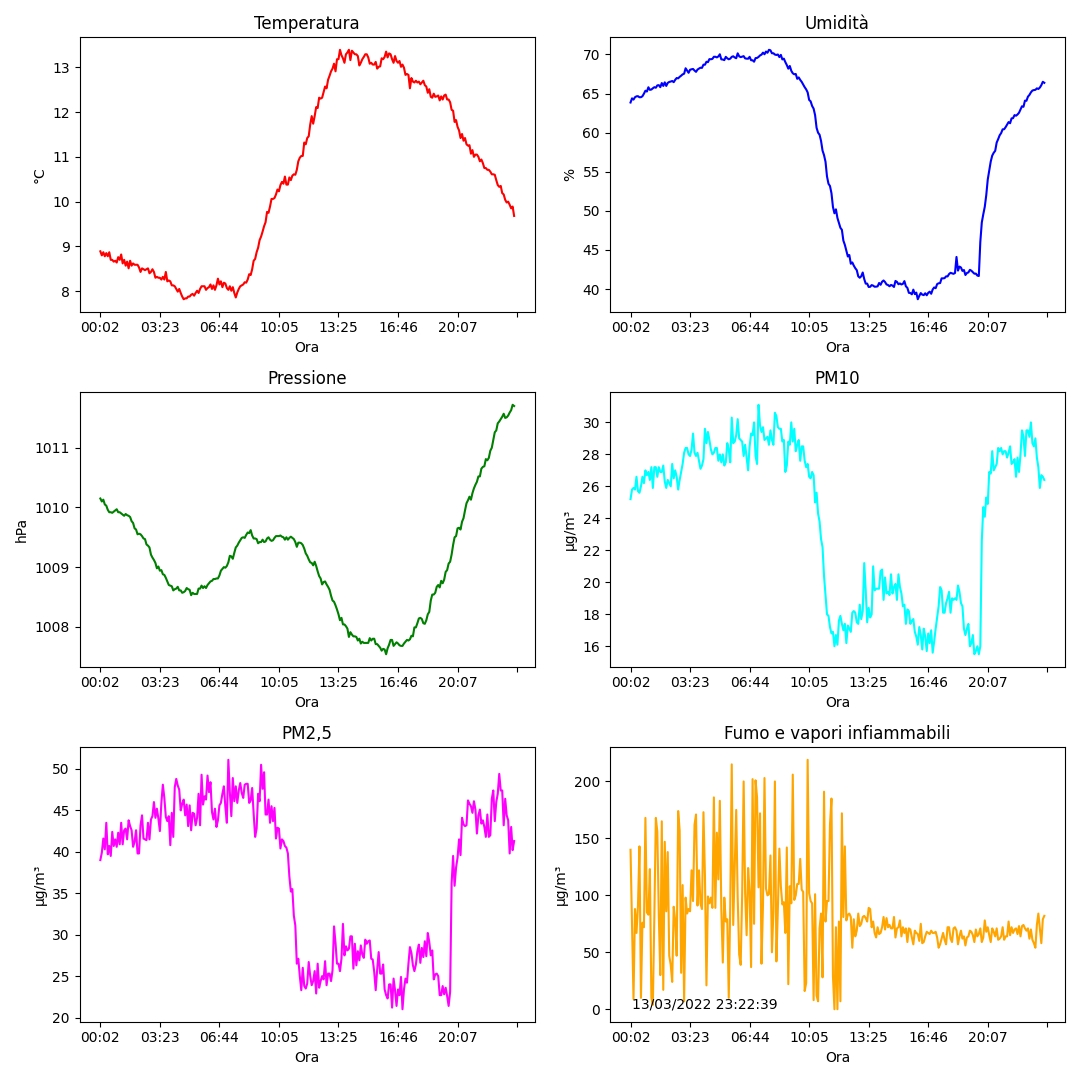 Temperatura
°C
13
12
11
10
9
8
00:02 03:23 06:44 10:05 13:25 16:46 20:07
Ora
Umidità
%
70
65
60
55
50
45
40
00:02 03:23 06:44 10:05 13:25 16:46 20:07
Ora
Pressione
hPa
1011
1010
1009
1008
00:02 03:23 06:44 10:05 13:25 16:46 20:07
Ora
PM10
μg/m³
30
28
26
24
22
20
18
16
00:02 03:23 06:44 10:05 13:25 16:46 20:07
Ora
PM2,5
μg/m³
50
45
40
35
30
25
20
00:02 03:23 06:44 10:05 13:25 16:46 20:07
Ora
Fumo e vapori infiammabili
μg/m³
200
150
100
50
0
13/03/2022 23:22:39
00:02 03:23 06:44 10:05 13:25 16:46 20:07
Ora